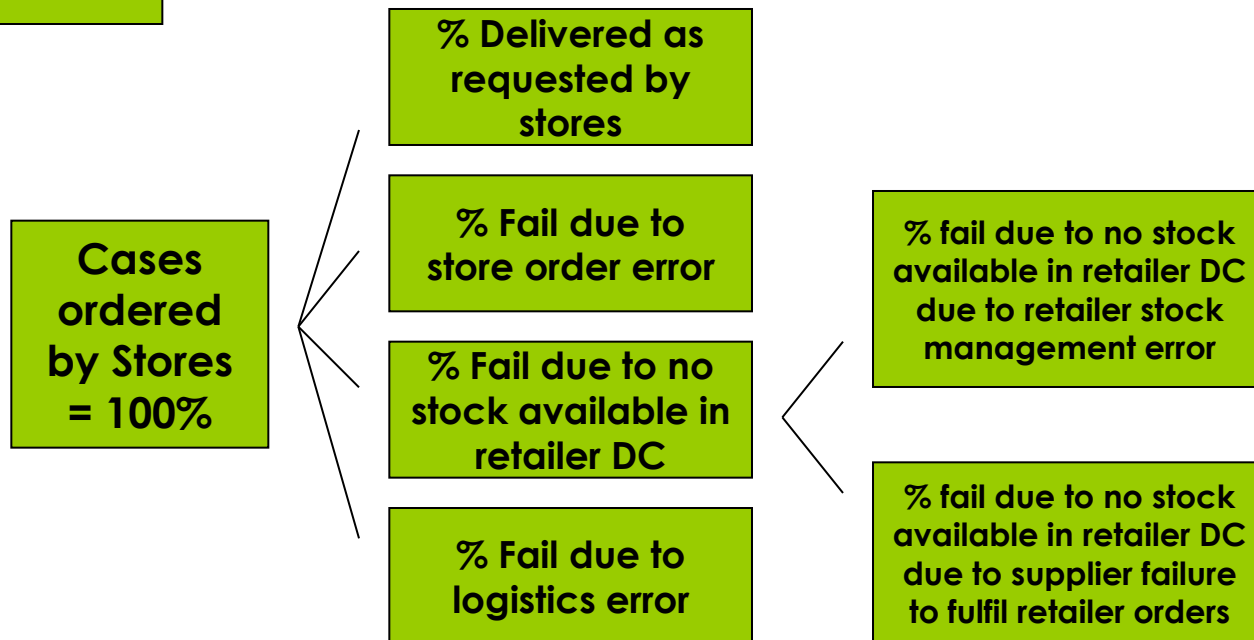 % Delivered as
requested by
stores
% Fail due to
store order error
Cases
ordered
by Stores
= 100%
% Fail due to no
stock available in
retailer DC
% Fail due to
logistics error
% fail due to no stock
available in retailer DC
due to retailer stock
management error
% fail due to no stock
available in retailer DC
due to supplier failure
to fulfil retailer orders